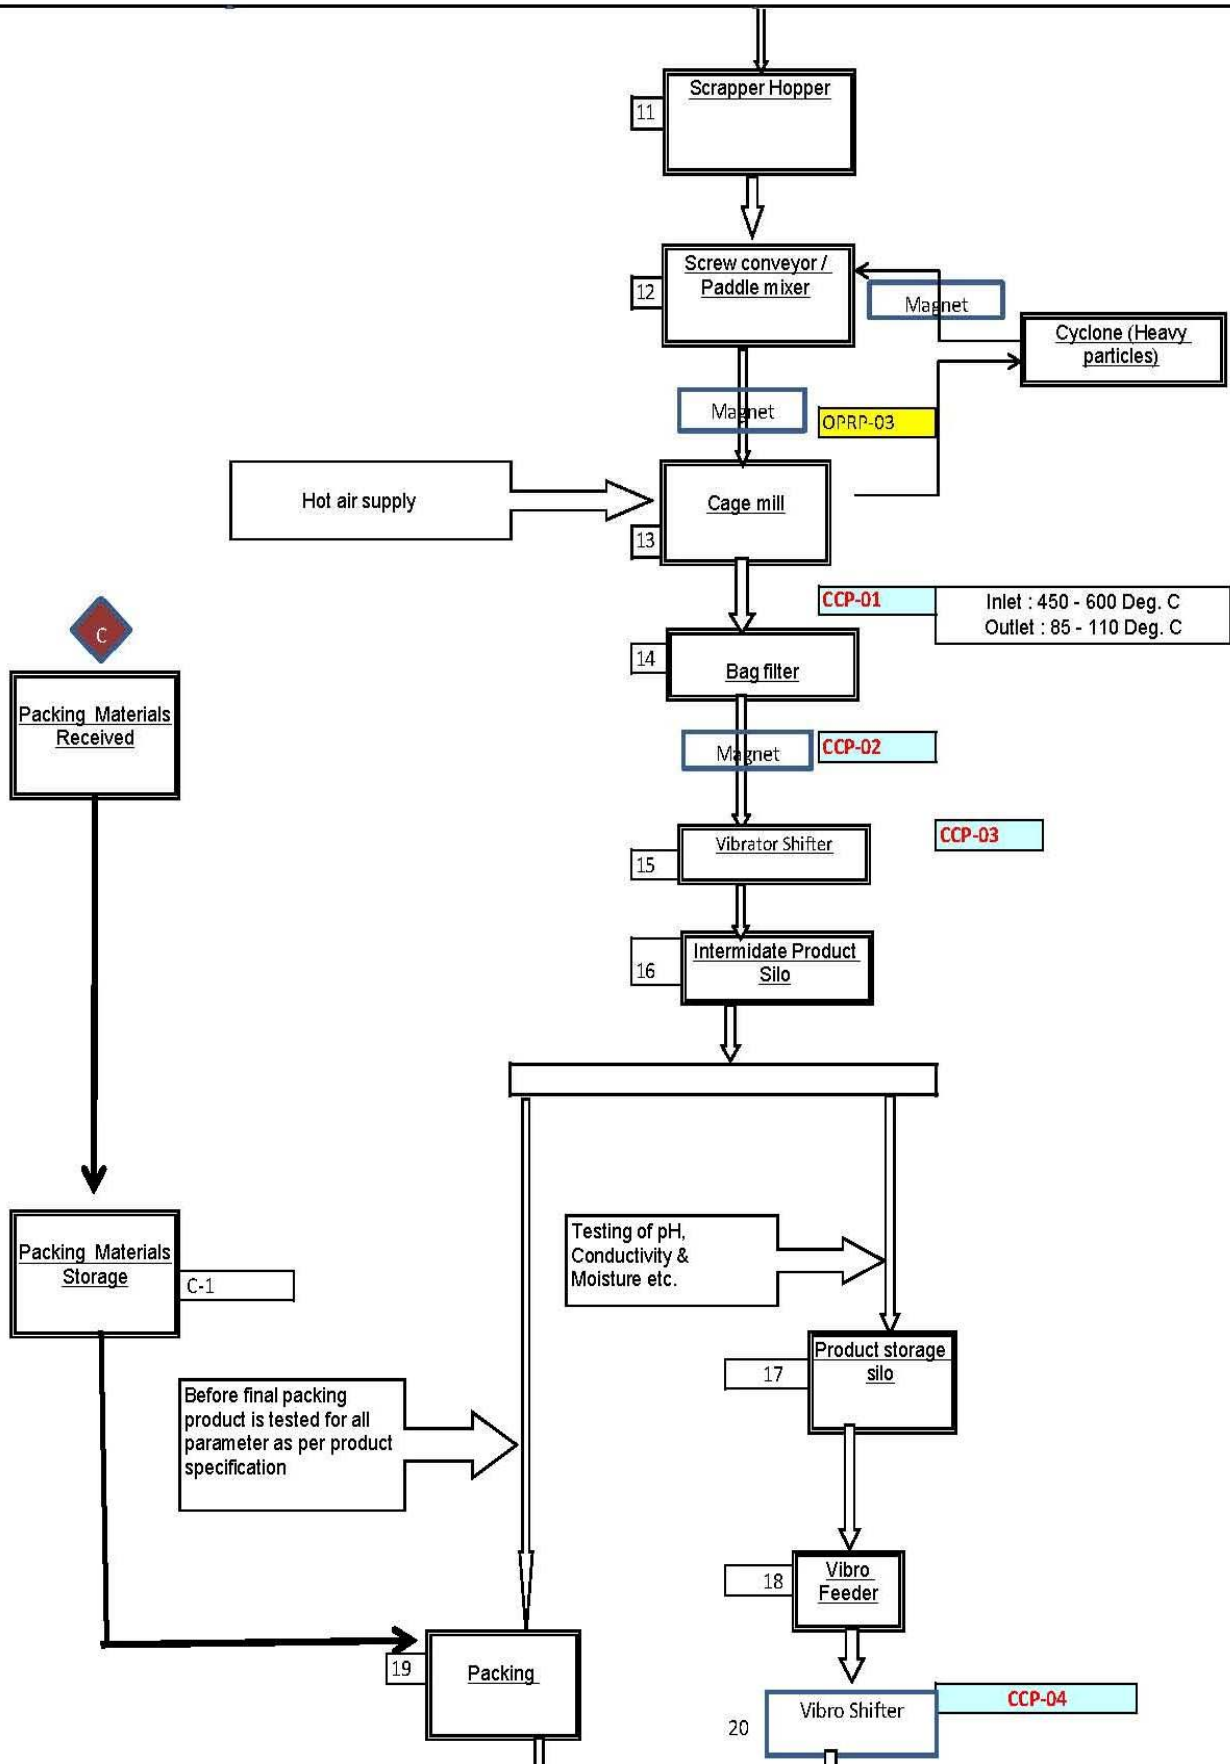 Scrapper Hopper
11
Screw conveyor /
Paddle mixer
12
Magnet
Cyclone (Heavy
particles)
Magnet
OPRP-03
Hot air supply
Cage mill
13
CCP-01
Inlet : 450 - 600 Deg. C
Outlet : 85 - 110 Deg. C
C
14
Bag filter
Packing Materials
Received
Magnet
CCP-02
Vibrator Shifter
15
CCP-03
Intermidate Product
Silo
16
Testing of pH,
Conductivity &
Moisture etc.
Packing Materials
Storage
C-1
Product storage
silo
17
Before final packing
product is tested for all
parameter as per product
specification
Vibro
Feeder
18
19
Packing
Vibro Shifter
20
CCP-04